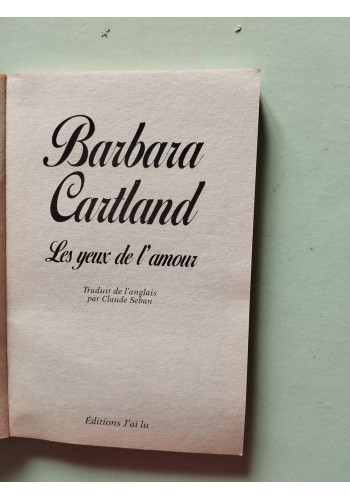 Barbara
Cartland
Les yeux de l'amour
Traduit de l'anglais
par Claude Seban
Éditions J'ai lu